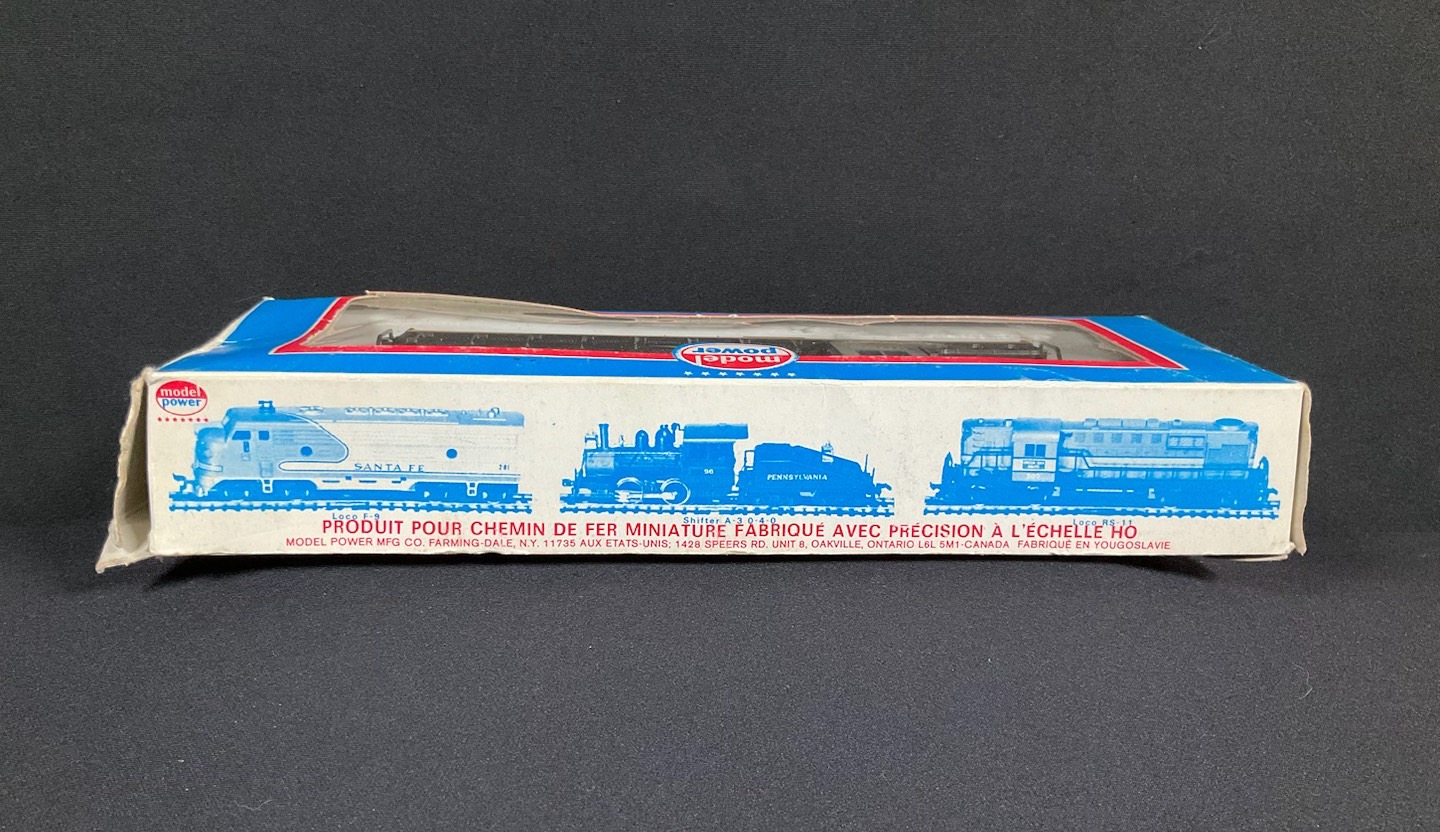 model
power
model
power
SANTA FE
281
96
PENNSYLVANIA
Loco F-9
Shifter A-3 0-4-0
Loco RS-11
PRODUIT POUR CHEMIN DE FER MINIATURE FABRIQUÉ AVEC PRÉCISION À L'ÉCHELLE HO
MODEL POWER MFG CO. FARMING-DALE, N.Y. 11735 AUX ETATS-UNIS; 1428 SPEERS RD. UNIT 8, OAKVILLE, ONTARIO L6L 5M1-CANADA FABRIQUÉ EN YOUGOSLAVIE